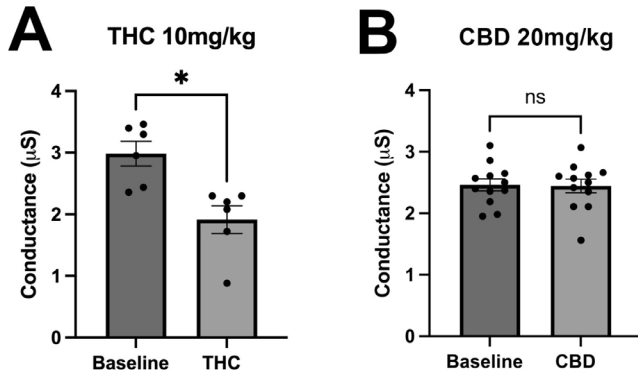 A
THC 10mg/kg
*
Conductance (μS)
4
3
2
1
0
Baseline
THC
B
CBD 20mg/kg
ns
Conductance (μS)
4
3
2
1
0
Baseline
CBD